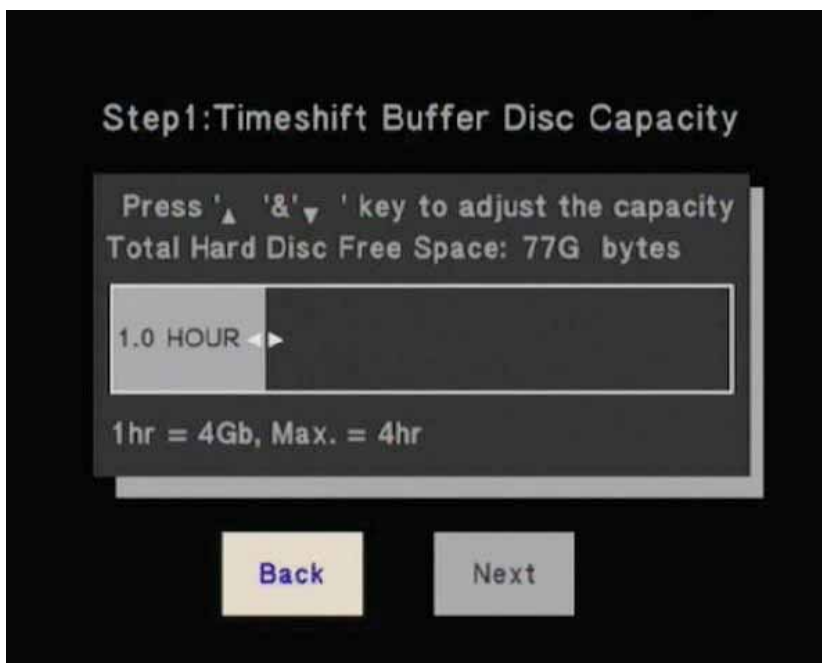 Step1:Timeshift Buffer Disc Capacity
Press '▲ '&'▼ ' key to adjust the capacity
Total Hard Disc Free Space: 77G bytes
1.0 HOUR ◄►
1hr = 4Gb, Max. = 4hr
Back Next